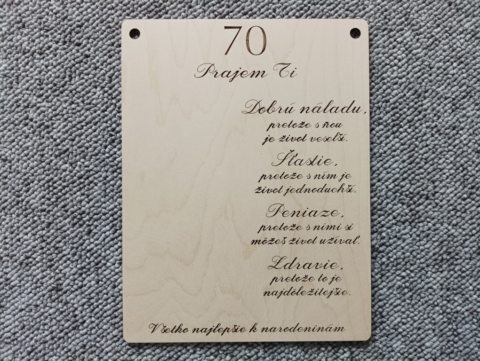 70
Prajem Ti
Dobrú náladu,
pretože s ňou
je život veselší.
Šťastie,
pretože s ním je
život jednoduchší.
Peniaze,
pretože s nimi si
môžeš život užívať.
Zdravie,
pretože to je
najdôležitejšie.
Všetko najlepšie k narodeninám